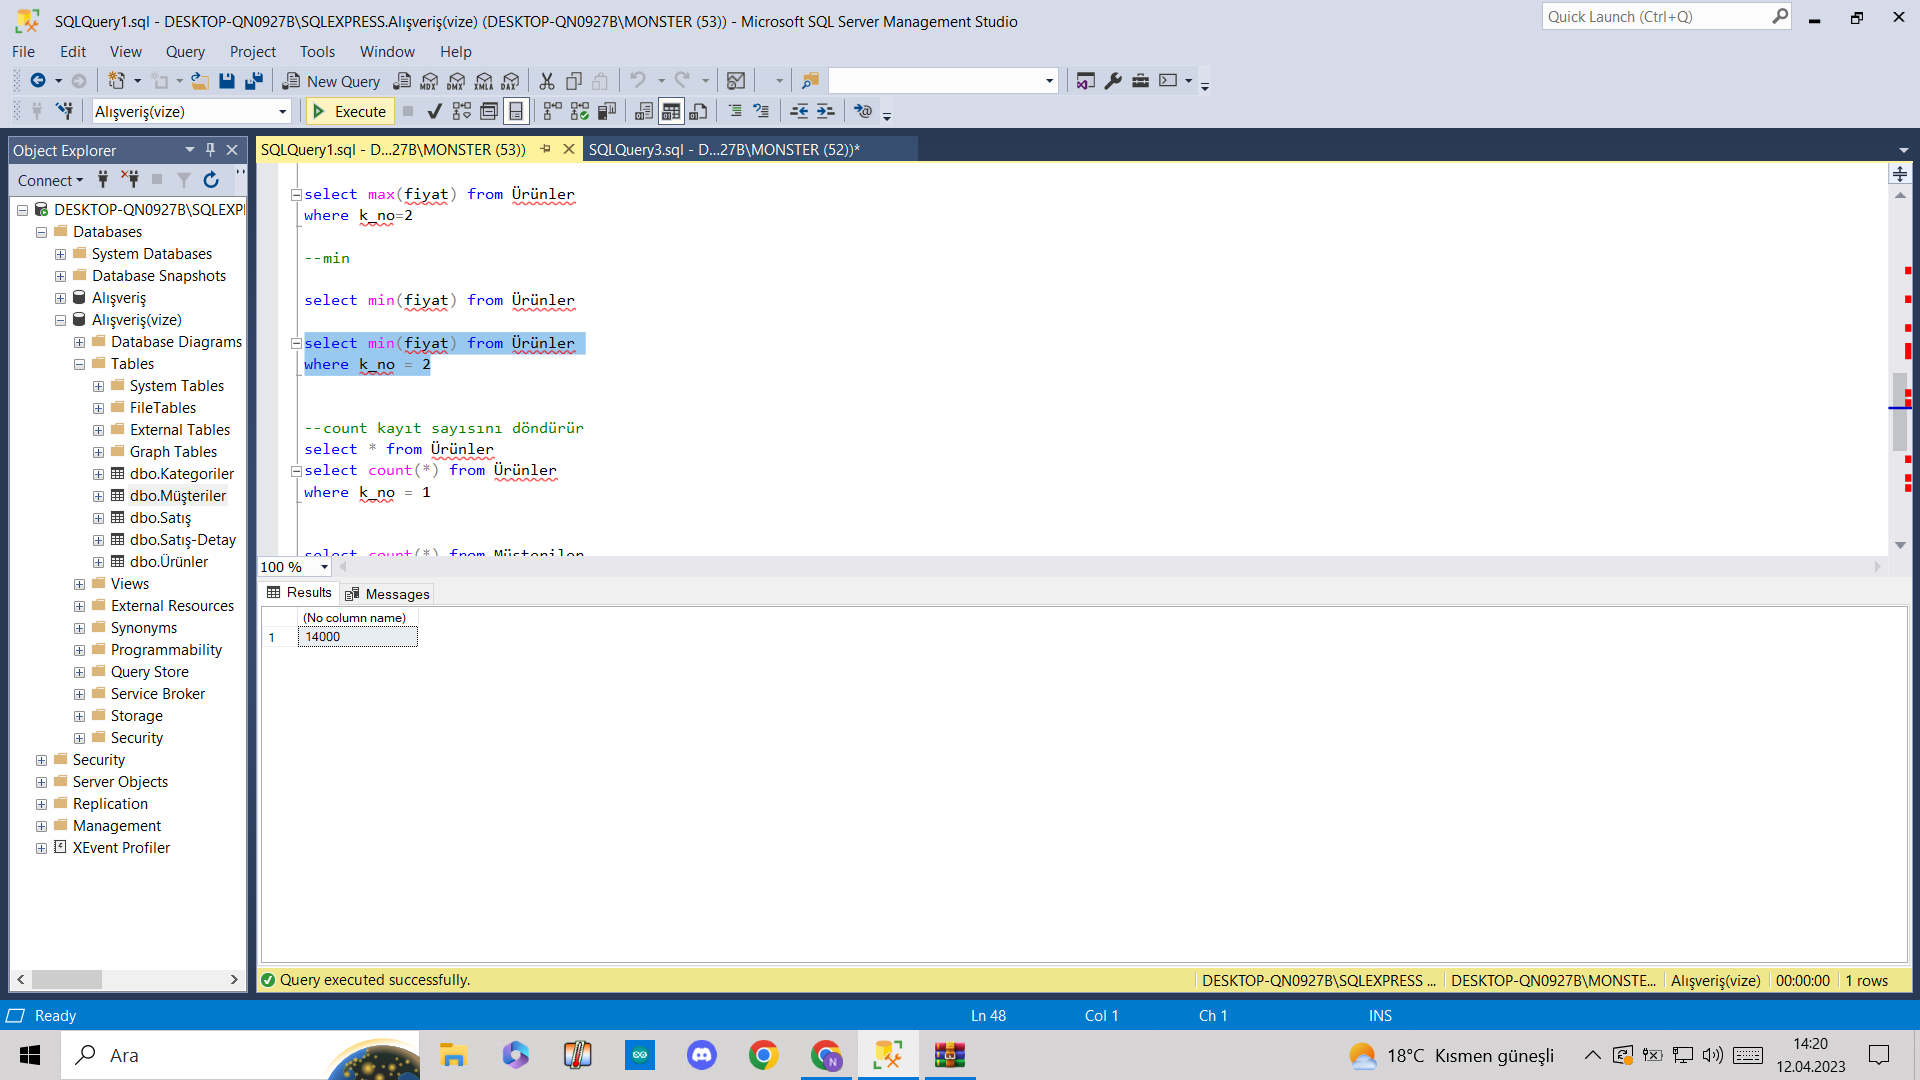 SQLQuery1.sql - DESKTOP-QN0927B\SQLEXPRESS.Alışveriş(vize) (DESKTOP-QN0927B\MONSTER (53)) - Microsoft SQL Server Management Studio
Quick Launch (Ctrl+Q)
File Edit View Query Project Tools Window Help
New Query MDX DMX XMLA DAX
Alışveriş(vize) Execute
Object Explorer
Connect
DESKTOP-QN0927B\SQLEXPI
Databases
System Databases
Database Snapshots
Alışveriş
Alışveriş(vize)
Database Diagrams
Tables
System Tables
FileTables
External Tables
Graph Tables
dbo.Kategoriler
dbo.Müşteriler
dbo.Satış
dbo.Satış-Detay
dbo.Ürünler
Views
External Resources
Synonyms
Programmability
Query Store
Service Broker
Storage
Security
Security
Server Objects
Replication
Management
XEvent Profiler
SQLQuery1.sql - D...27B\MONSTER (53)) SQLQuery3.sql - D...27B\MONSTER (52))*
select max(fiyat) from Ürünler
where k_no=2
--min
select min(fiyat) from Ürünler
select min(fiyat) from Ürünler
where k_no = 2
--count kayıt sayısını döndürür
select * from Ürünler
select count(*) from Ürünler
where k_no = 1
select count(*) from Müşteriler
100 %
Results Messages
(No column name)
1 14000
Query executed successfully. DESKTOP-QN0927B\SQLEXPRESS ... DESKTOP-QN0927B\MONSTE... Alışveriş(vize) 00:00:00 1 rows
Ready Ln 48 Col 1 Ch 1 INS
Ara
18°C Kısmen güneşli
14:20
12.04.2023